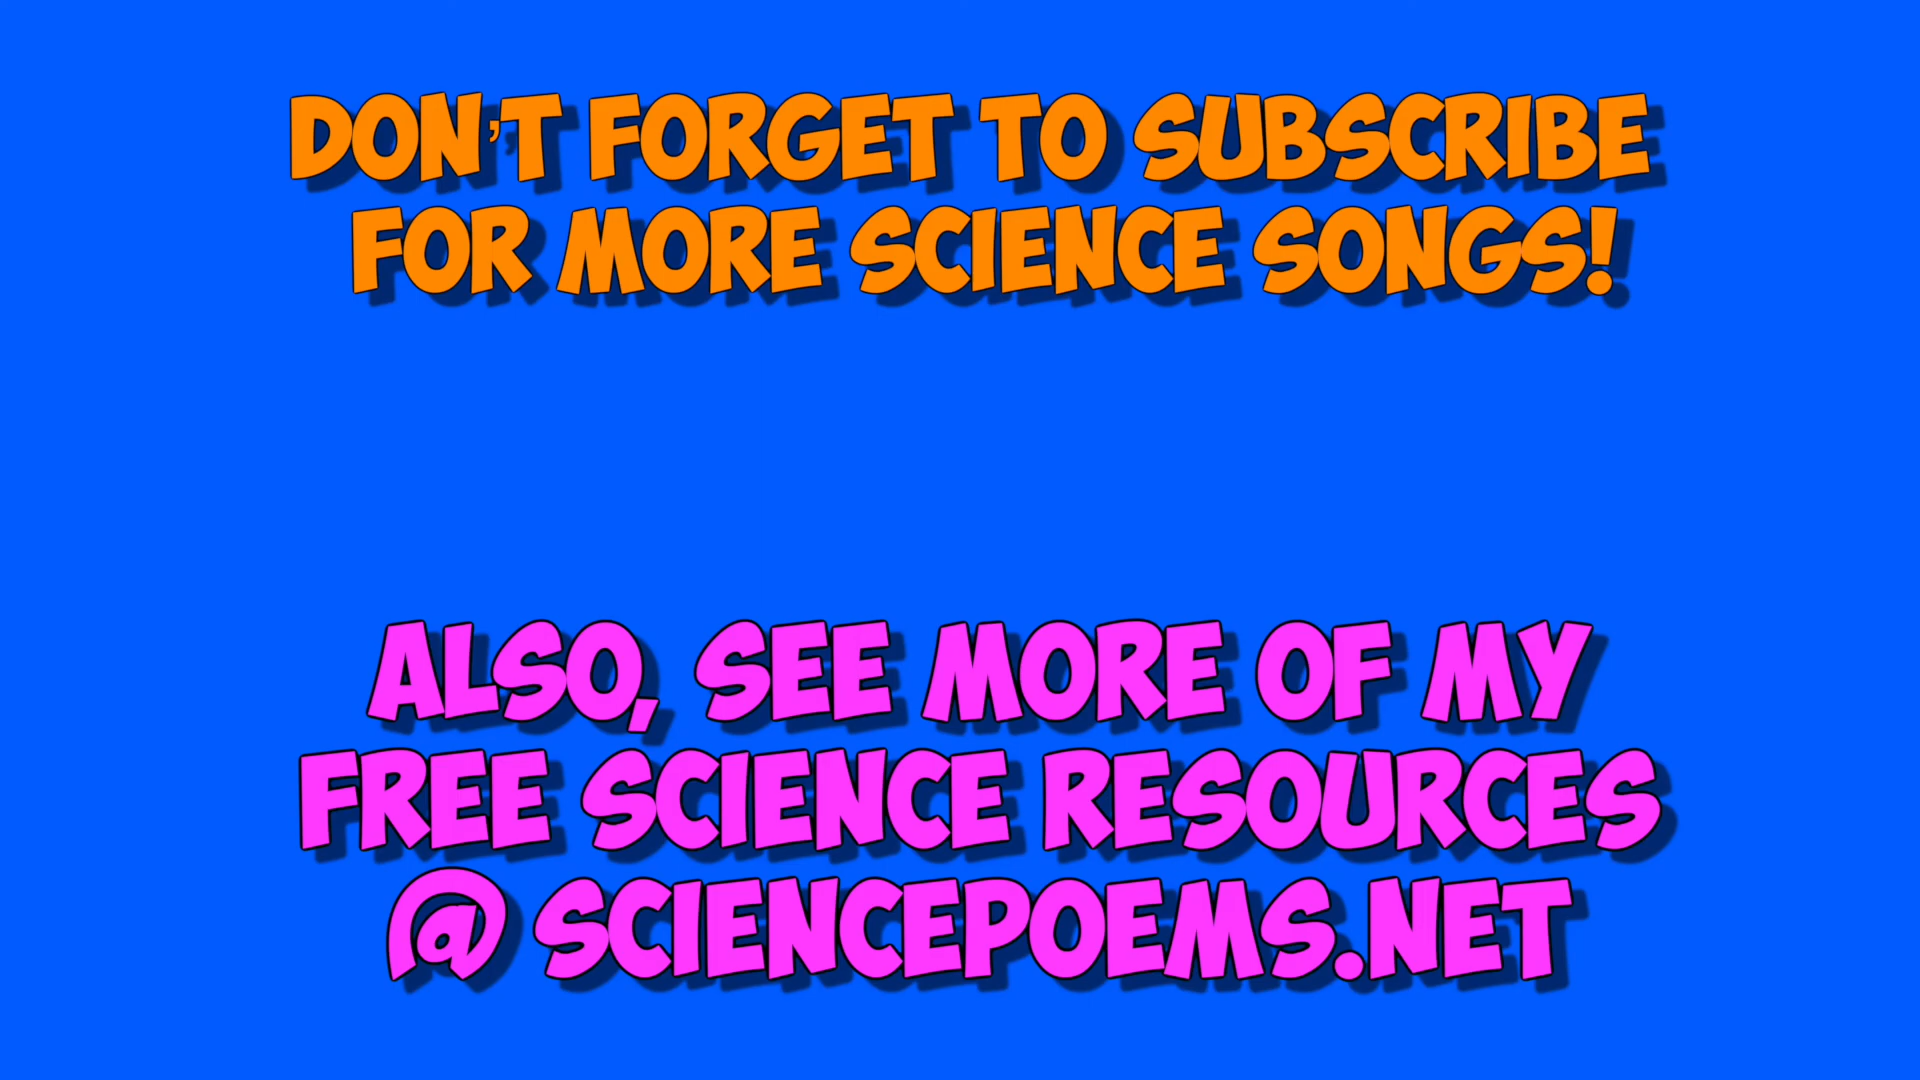 DON'T FORGET TO SUBSCRIBE
FOR MORE SCIENCE SONGS!
ALSO, SEE MORE OF MY
FREE SCIENCE RESOURCES
@ SCIENCEPOEMS.NET